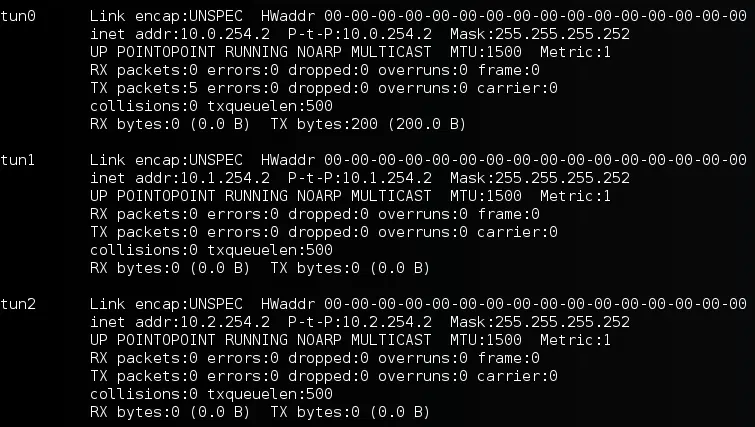 tun0      Link encap:UNSPEC  HWaddr 00-00-00-00-00-00-00-00-00-00-00-00-00-00-00-00
          inet addr:10.0.254.2  P-t-P:10.0.254.2  Mask:255.255.255.252
          UP POINTOPOINT RUNNING NOARP MULTICAST  MTU:1500  Metric:1
          RX packets:0 errors:0 dropped:0 overruns:0 frame:0
          TX packets:5 errors:0 dropped:0 overruns:0 carrier:0
          collisions:0 txqueuelen:500
          RX bytes:0 (0.0 B)  TX bytes:200 (200.0 B)

tun1      Link encap:UNSPEC  HWaddr 00-00-00-00-00-00-00-00-00-00-00-00-00-00-00-00
          inet addr:10.1.254.2  P-t-P:10.1.254.2  Mask:255.255.255.252
          UP POINTOPOINT RUNNING NOARP MULTICAST  MTU:1500  Metric:1
          RX packets:0 errors:0 dropped:0 overruns:0 frame:0
          TX packets:0 errors:0 dropped:0 overruns:0 carrier:0
          collisions:0 txqueuelen:500
          RX bytes:0 (0.0 B)  TX bytes:0 (0.0 B)

tun2      Link encap:UNSPEC  HWaddr 00-00-00-00-00-00-00-00-00-00-00-00-00-00-00-00
          inet addr:10.2.254.2  P-t-P:10.2.254.2  Mask:255.255.255.252
          UP POINTOPOINT RUNNING NOARP MULTICAST  MTU:1500  Metric:1
          RX packets:0 errors:0 dropped:0 overruns:0 frame:0
          TX packets:0 errors:0 dropped:0 overruns:0 carrier:0
          collisions:0 txqueuelen:500
          RX bytes:0 (0.0 B)  TX bytes:0 (0.0 B)